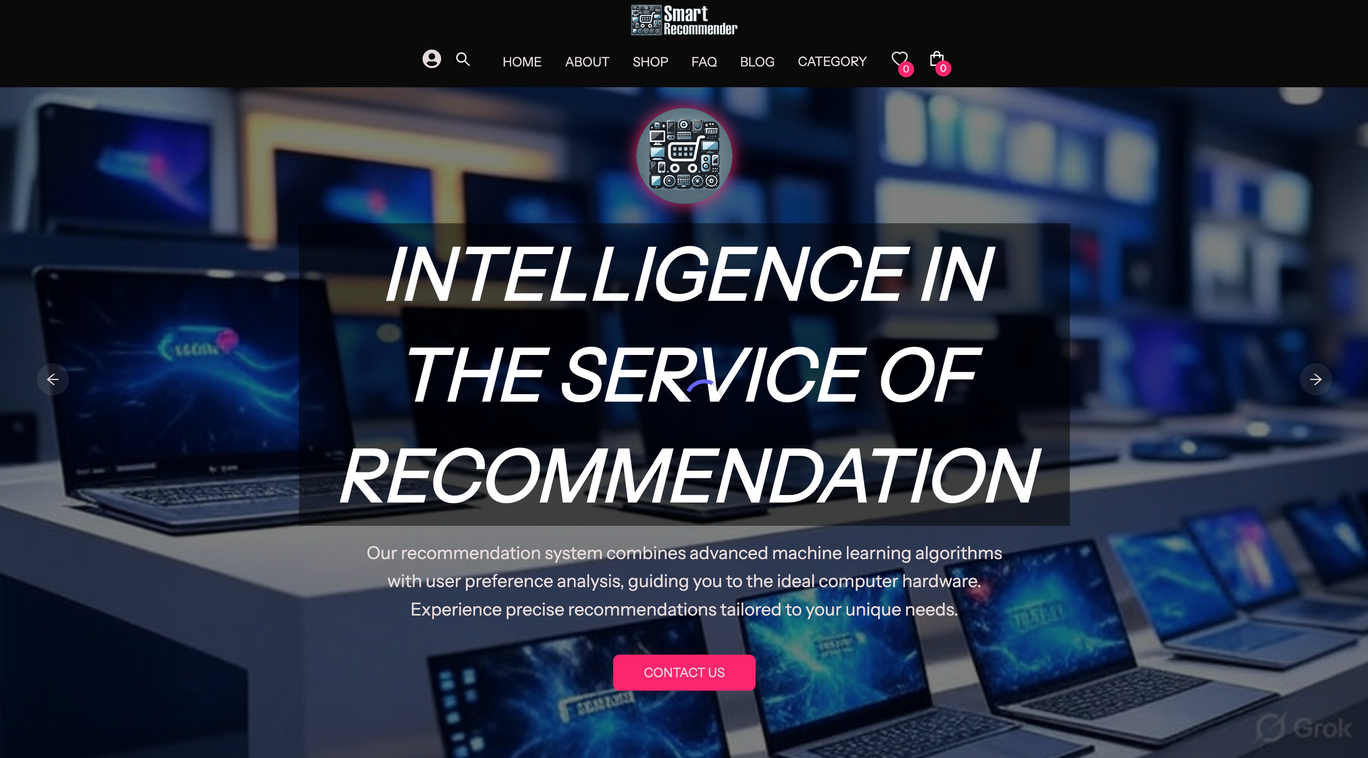 Smart
Recommender
HOME ABOUT SHOP FAQ BLOG CATEGORY 0 0
INTELLIGENCE IN
THE SERVICE OF
RECOMMENDATION
Our recommendation system combines advanced machine learning algorithms
with user preference analysis, guiding you to the ideal computer hardware.
Experience precise recommendations tailored to your unique needs.
CONTACT US
Grok